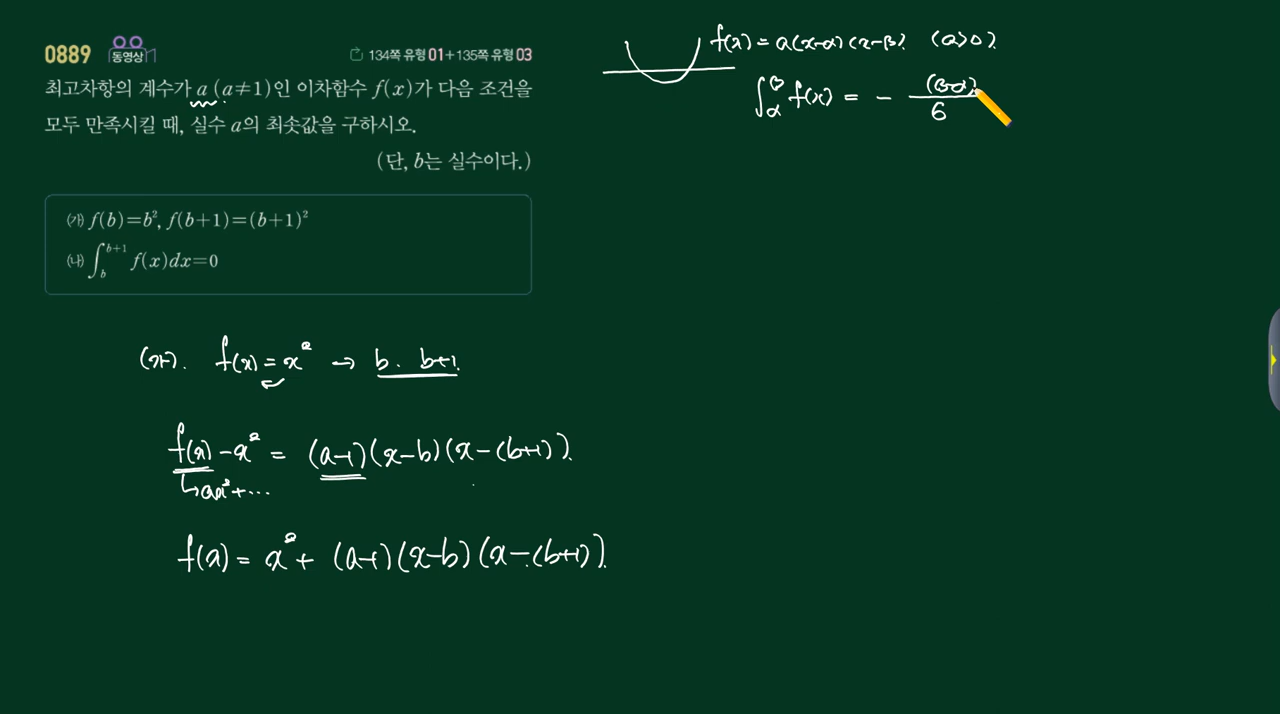 0889 동영상 134쪽 유형 01+135쪽 유형 03
최고차항의 계수가 a (a≠1)인 이차함수 f(x)가 다음 조건을
모두 만족시킬 때, 실수 a의 최솟값을 구하시오.
(단, b는 실수이다.)
(가) f(b)=b², f(b+1)=(b+1)²
(나) ∫_b^{b+1} f(x)dx=0
(가). f(x) = x² → b. b+1.
f(x) - x² = (a-1)(x-b)(x-(b+1)).
↳ ax²+...
f(x) = x² + (a-1)(x-b)(x-(b+1)).
f(x) = a(x-α)(x-β). (a>0).
∫_α^β f(x) = - (β-α) / 6